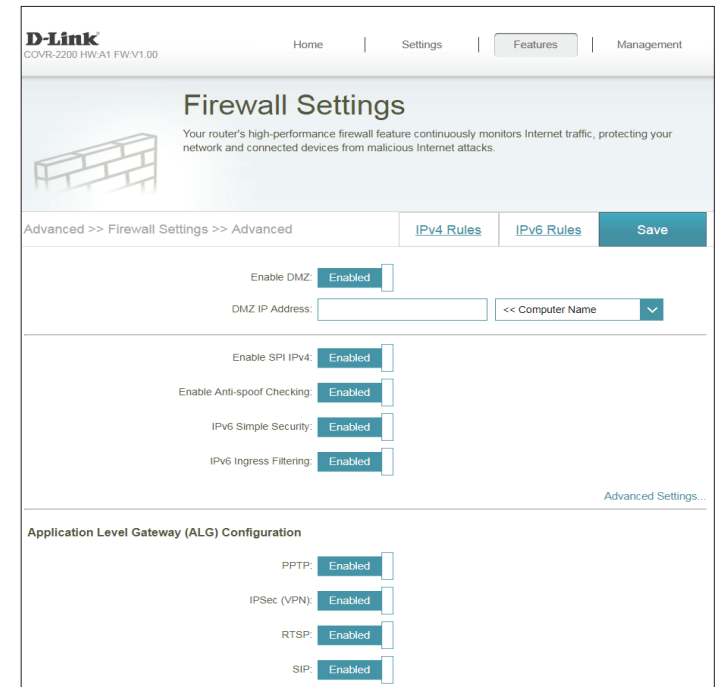 D-Link
COVR-2200 HW:A1 FW:V1.00
Home
Settings
Features
Management
Firewall Settings
Your router's high-performance firewall feature continuously monitors Internet traffic, protecting your
network and connected devices from malicious Internet attacks.
Advanced >> Firewall Settings >> Advanced
IPv4 Rules
IPv6 Rules
Save
Enable DMZ: Enabled
DMZ IP Address: << Computer Name
Enable SPI IPv4: Enabled
Enable Anti-spoof Checking: Enabled
IPv6 Simple Security: Enabled
IPv6 Ingress Filtering: Enabled
Advanced Settings...
Application Level Gateway (ALG) Configuration
PPTP: Enabled
IPSec (VPN): Enabled
RTSP: Enabled
SIP: Enabled